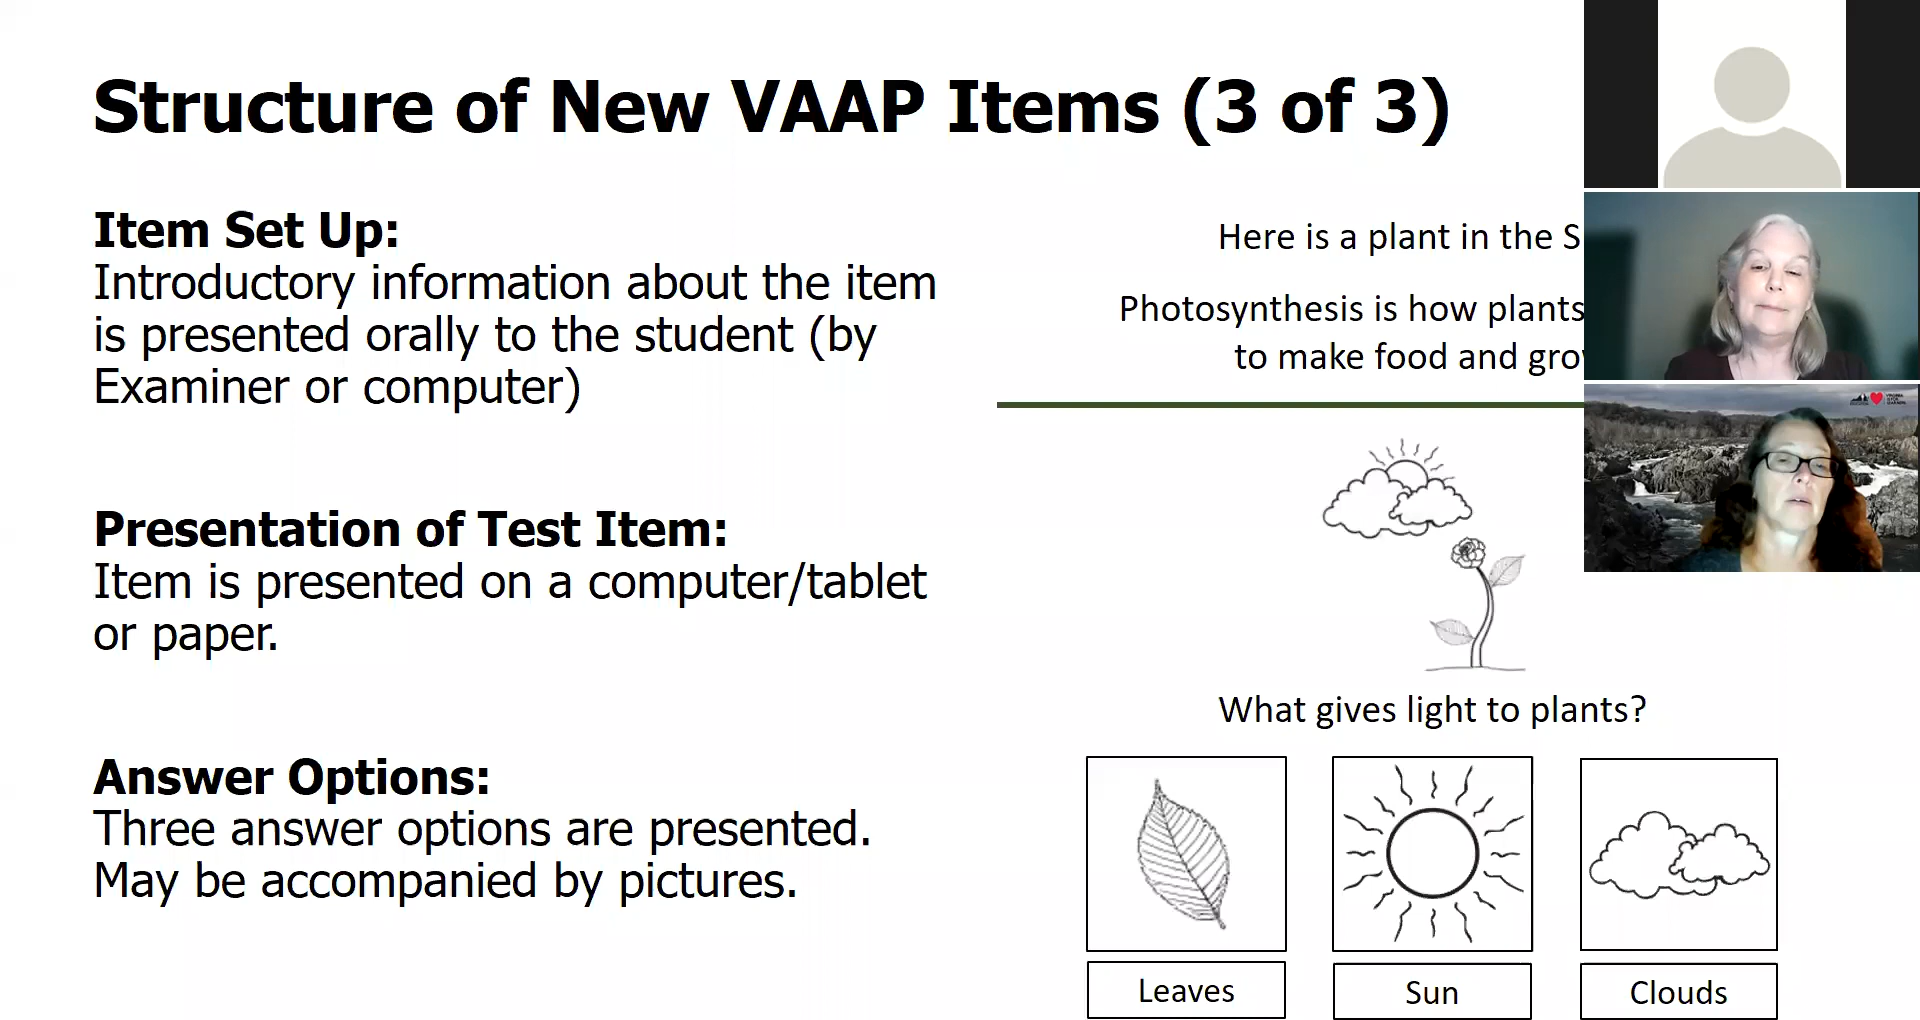 Structure of New VAAP Items (3 of 3)
Item Set Up:
Introductory information about the item
is presented orally to the student (by
Examiner or computer)
Presentation of Test Item:
Item is presented on a computer/tablet
or paper.
Answer Options:
Three answer options are presented.
May be accompanied by pictures.
Here is a plant in the
Photosynthesis is how plants
to make food and
What gives light to plants?
Leaves
Sun
Clouds